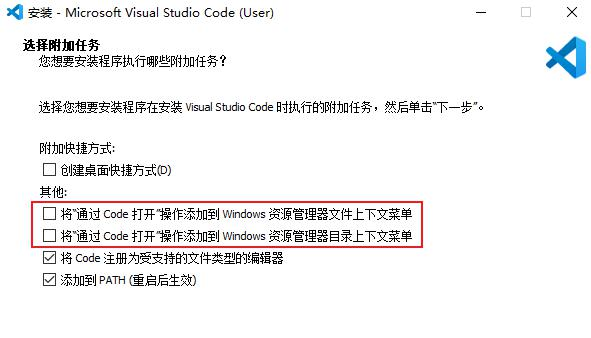 安装 - Microsoft Visual Studio Code (User)
选择附加任务
您想要安装程序执行哪些附加任务？
选择您想要安装程序在安装 Visual Studio Code 时执行的附加任务，然后单击“下一步”。
附加快捷方式:
创建桌面快捷方式(D)
其他:
将“通过 Code 打开”操作添加到 Windows 资源管理器文件上下文菜单
将“通过 Code 打开”操作添加到 Windows 资源管理器目录上下文菜单
将 Code 注册为受支持的文件类型的编辑器
添加到 PATH (重启后生效)